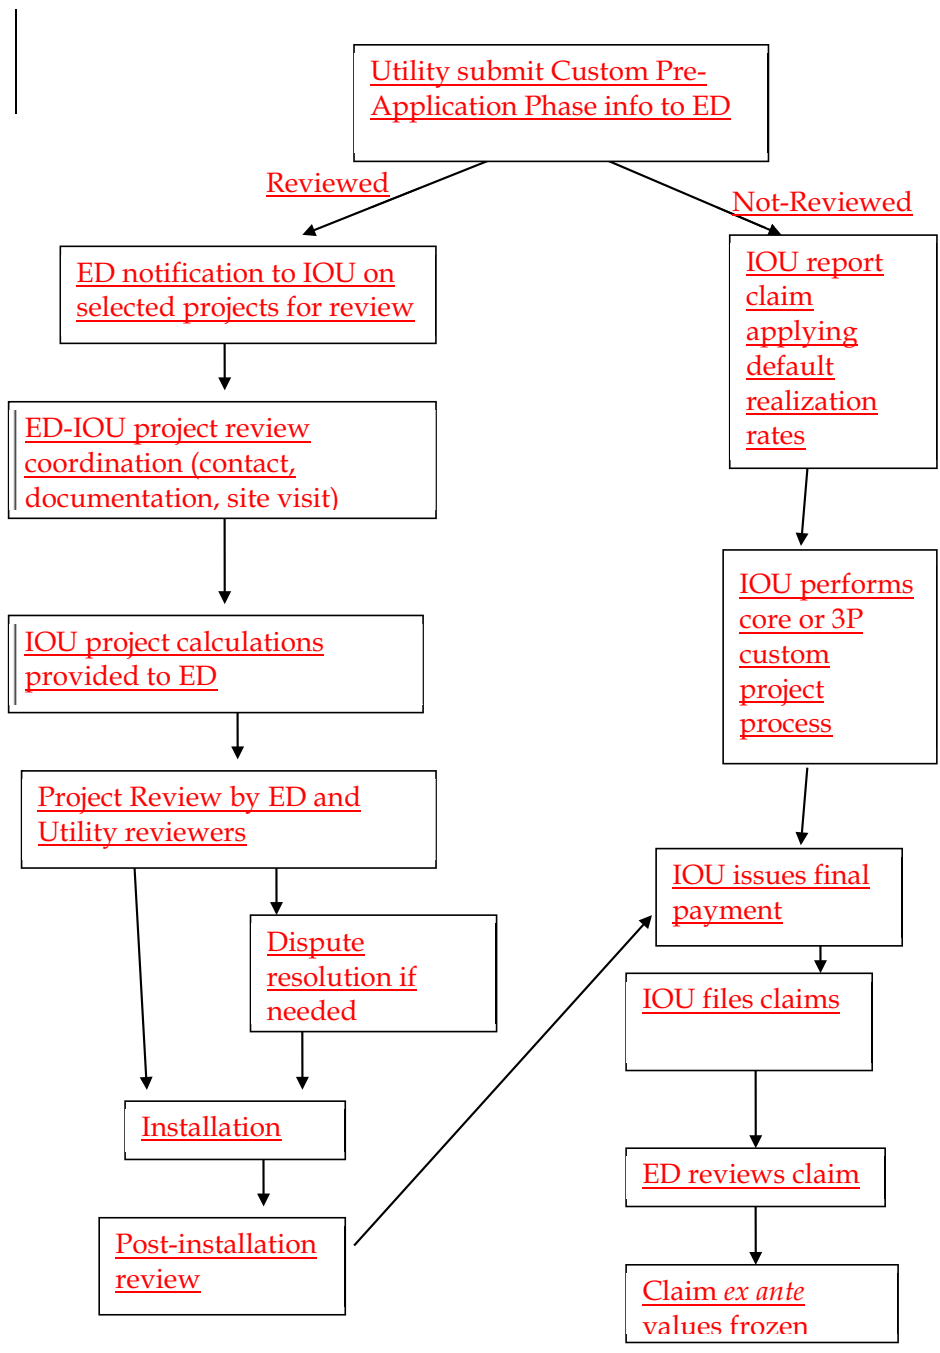 Utility submit Custom Pre-
Application Phase info to ED
Reviewed
Not-Reviewed
ED notification to IOU on
selected projects for review
ED-IOU project review
coordination (contact,
documentation, site visit)
IOU project calculations
provided to ED
Project Review by ED and
Utility reviewers
Dispute
resolution if
needed
Installation
Post-installation
review
IOU report
claim
applying
default
realization
rates
IOU performs
core or 3P
custom
project
process
IOU issues final
payment
IOU files claims
ED reviews claim
Claim ex ante
values frozen